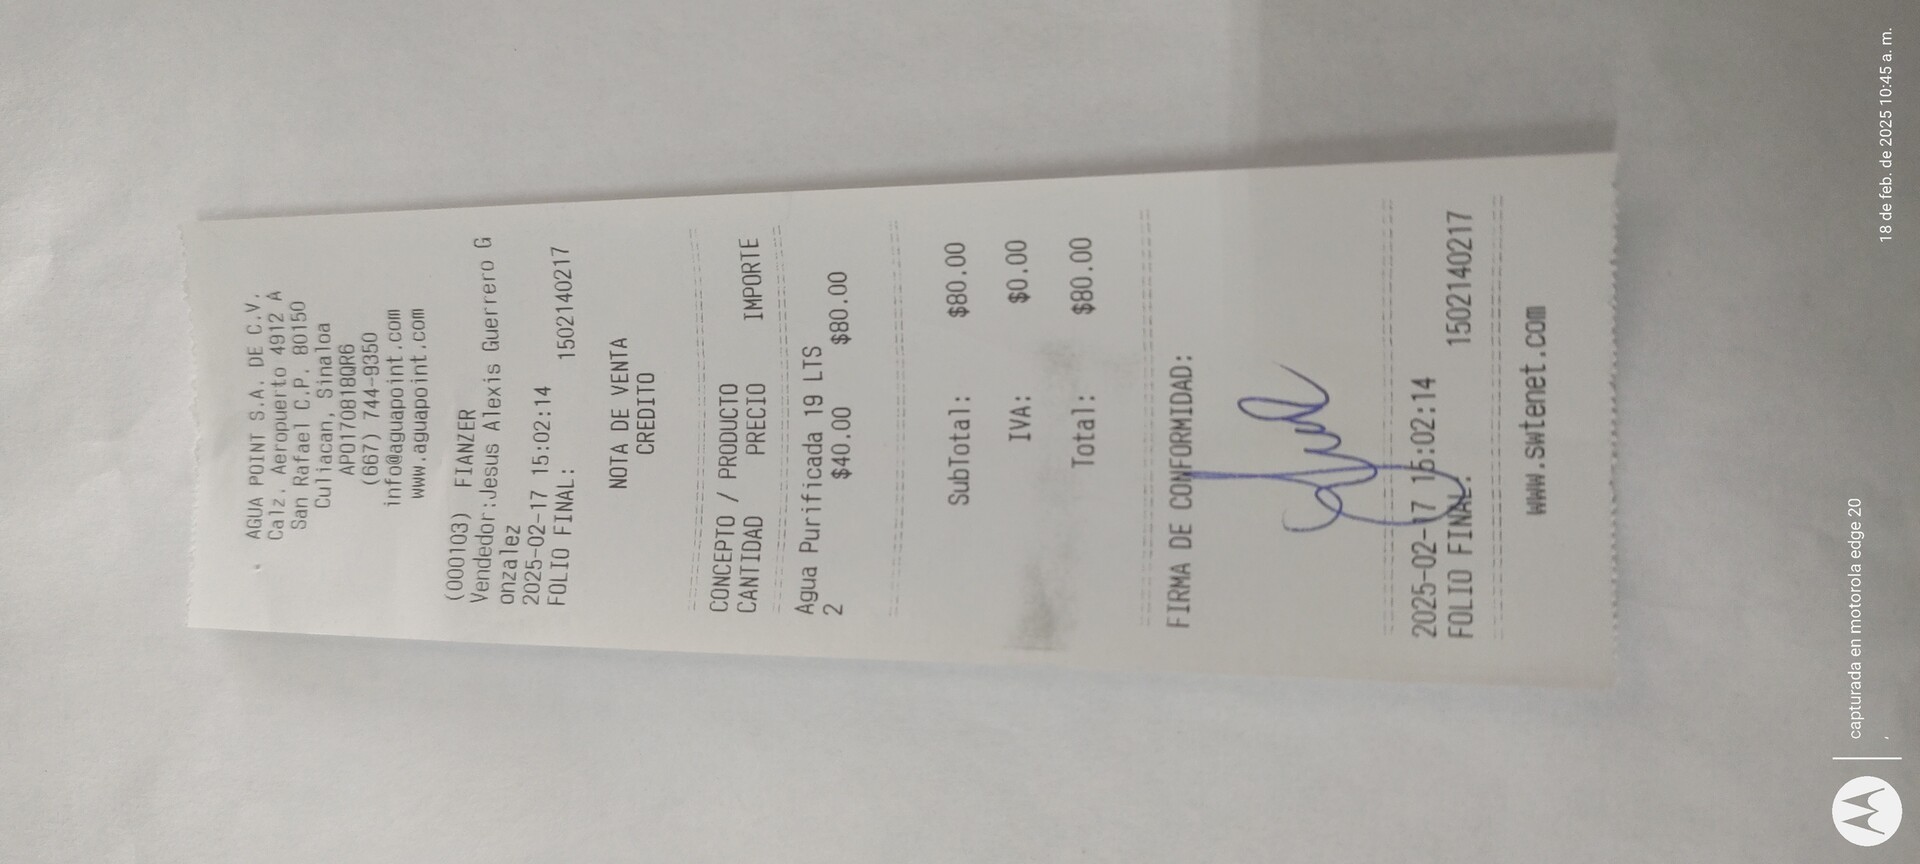 AGUA POINT S.A. DE C.V.
Calz. Aeropuerto 4912 A
San Rafael C.P. 80150
Culiacan, Sinaloa
APO170818QR6
(667) 744-9350
info@aguapoint.com
www.aguapoint.com
(000103) FIANZER
Vendedor:Jesus Alexis Guerrero G
onzalez
2025-02-17 15:02:14
FOLIO FINAL: 1502140217
NOTA DE VENTA
CREDITO
CONCEPTO / PRODUCTO
CANTIDAD PRECIO IMPORTE
Agua Purificada 19 LTS
2 $40.00 $80.00
SubTotal: $80.00
IVA: $0.00
Total: $80.00
FIRMA DE CONFORMIDAD:
2025-02-17 15:02:14
FOLIO FINAL: 1502140217
www.swtenet.com
capturada en motorola edge 20
,
18 de feb. de 2025 10:45 a. m.